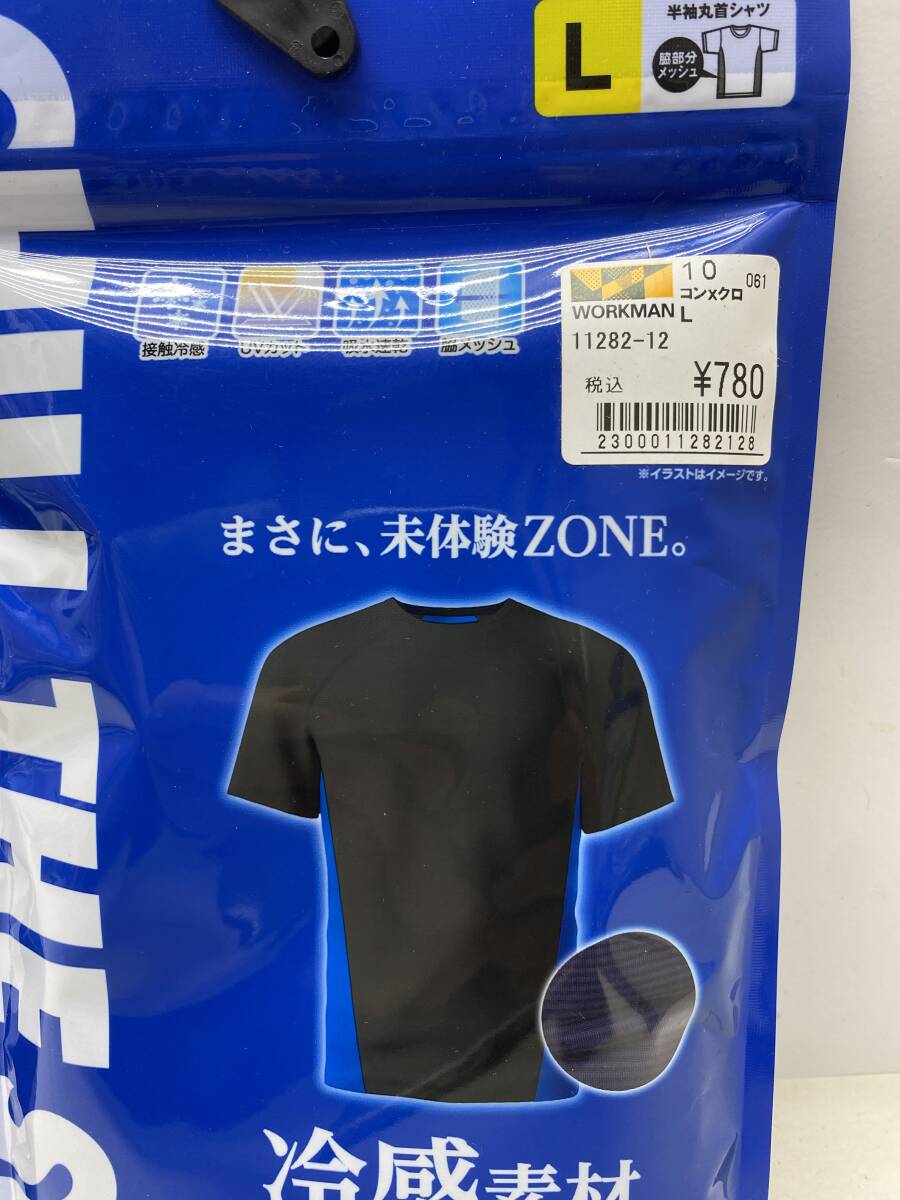 L
半袖丸首シャツ
脇部分
メッシュ
接触冷感
UVカット
吸水速乾
脇メッシュ
WORKMAN
10
コンxクロ
061
L
11282-12
税込
¥780
2300011282128
※イラストはイメージです。
まさに、未体験ZONE。
冷感素材